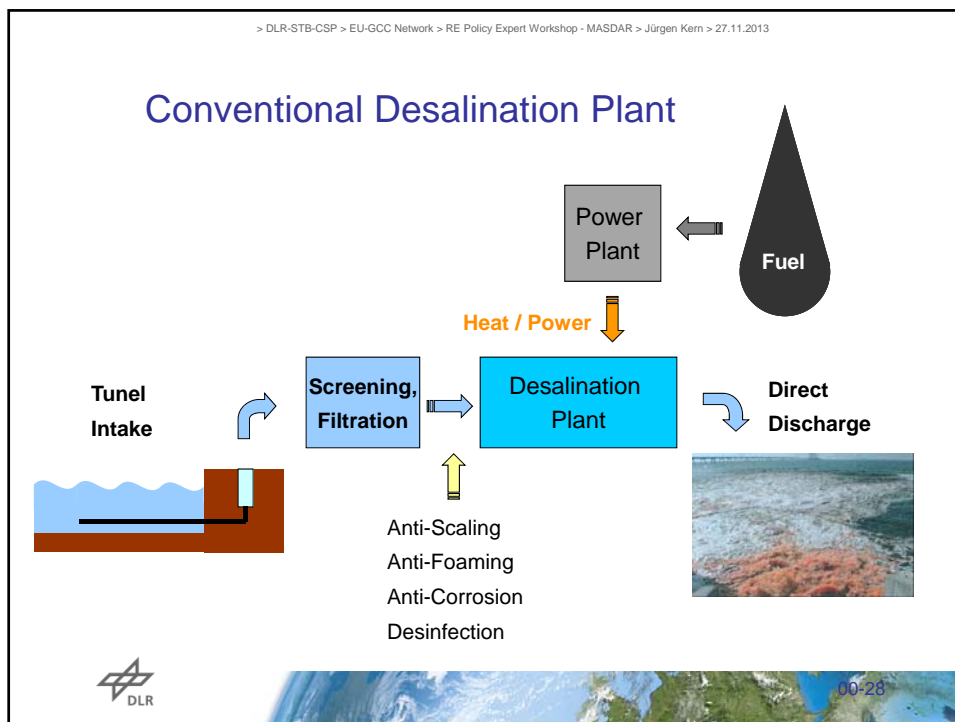 > DLR-STB-CSP > EU-GCC Network > RE Policy Expert Workshop - MASDAR > Jürgen Kern > 27.11.2013
Conventional Desalination Plant
Power
Plant
Fuel
Heat / Power
Tunel
Intake
Screening,
Filtration
Desalination
Plant
Direct
Discharge
Anti-Scaling
Anti-Foaming
Anti-Corrosion
Desinfection
DLR
00-28